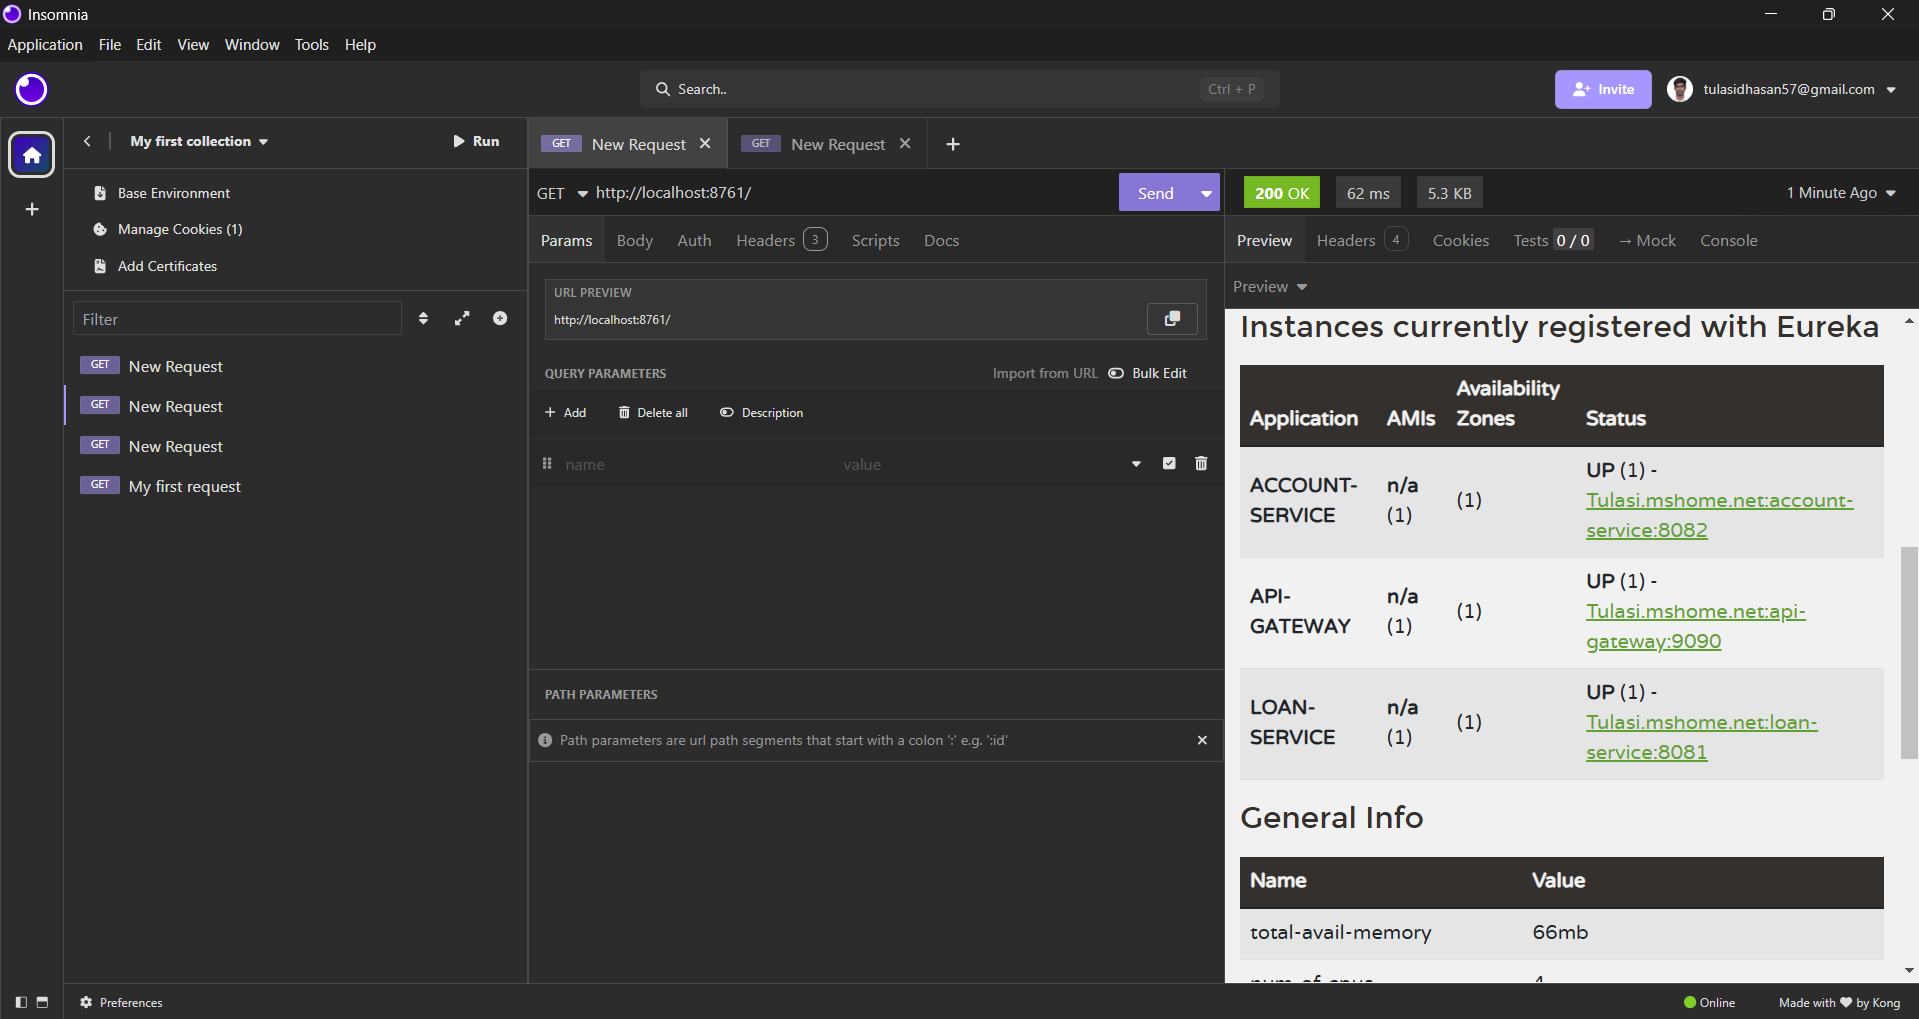 Insomnia
Application File Edit View Window Tools Help
Search.. Ctrl + P
Invite
tulasidhasan57@gmail.com
My first collection
Run
Base Environment
Manage Cookies (1)
Add Certificates
Filter
GET New Request
GET New Request
GET New Request
GET My first request
GET New Request
GET New Request
GET http://localhost:8761/ Send
Params Body Auth Headers 3 Scripts Docs
URL PREVIEW
http://localhost:8761/
QUERY PARAMETERS Import from URL Bulk Edit
Add Delete all Description
name value
PATH PARAMETERS
Path parameters are url path segments that start with a colon ':' e.g. ':id'
200 OK 62 ms 5.3 KB 1 Minute Ago
Preview Headers 4 Cookies Tests 0 / 0 → Mock Console
Preview
Instances currently registered with Eureka
Availability
Application AMIs Zones Status
UP (1) -
ACCOUNT- n/a
SERVICE (1) (1) Tulasi.mshome.net:account-
service:8082
UP (1) -
API- n/a
GATEWAY (1) (1) Tulasi.mshome.net:api-
gateway:9090
UP (1) -
LOAN- n/a
SERVICE (1) (1) Tulasi.mshome.net:loan-
service:8081
General Info
Name Value
total-avail-memory 66mb
num-of-cpus 4
Preferences
Online Made with by Kong